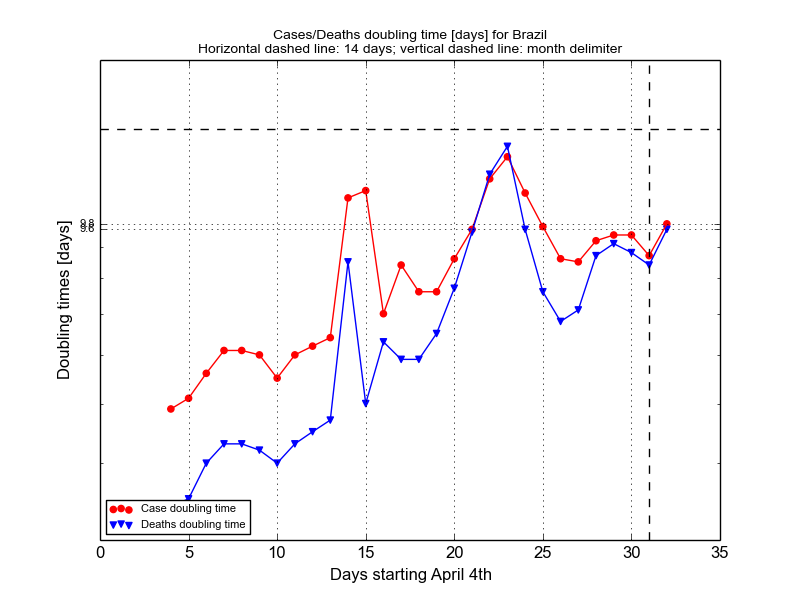 Cases/Deaths doubling time [days] for Brazil
Horizontal dashed line: 14 days; vertical dashed line: month delimiter
Doubling times [days]
9.8
9.6
Case doubling time
Deaths doubling time
0 5 10 15 20 25 30 35
Days starting April 4th